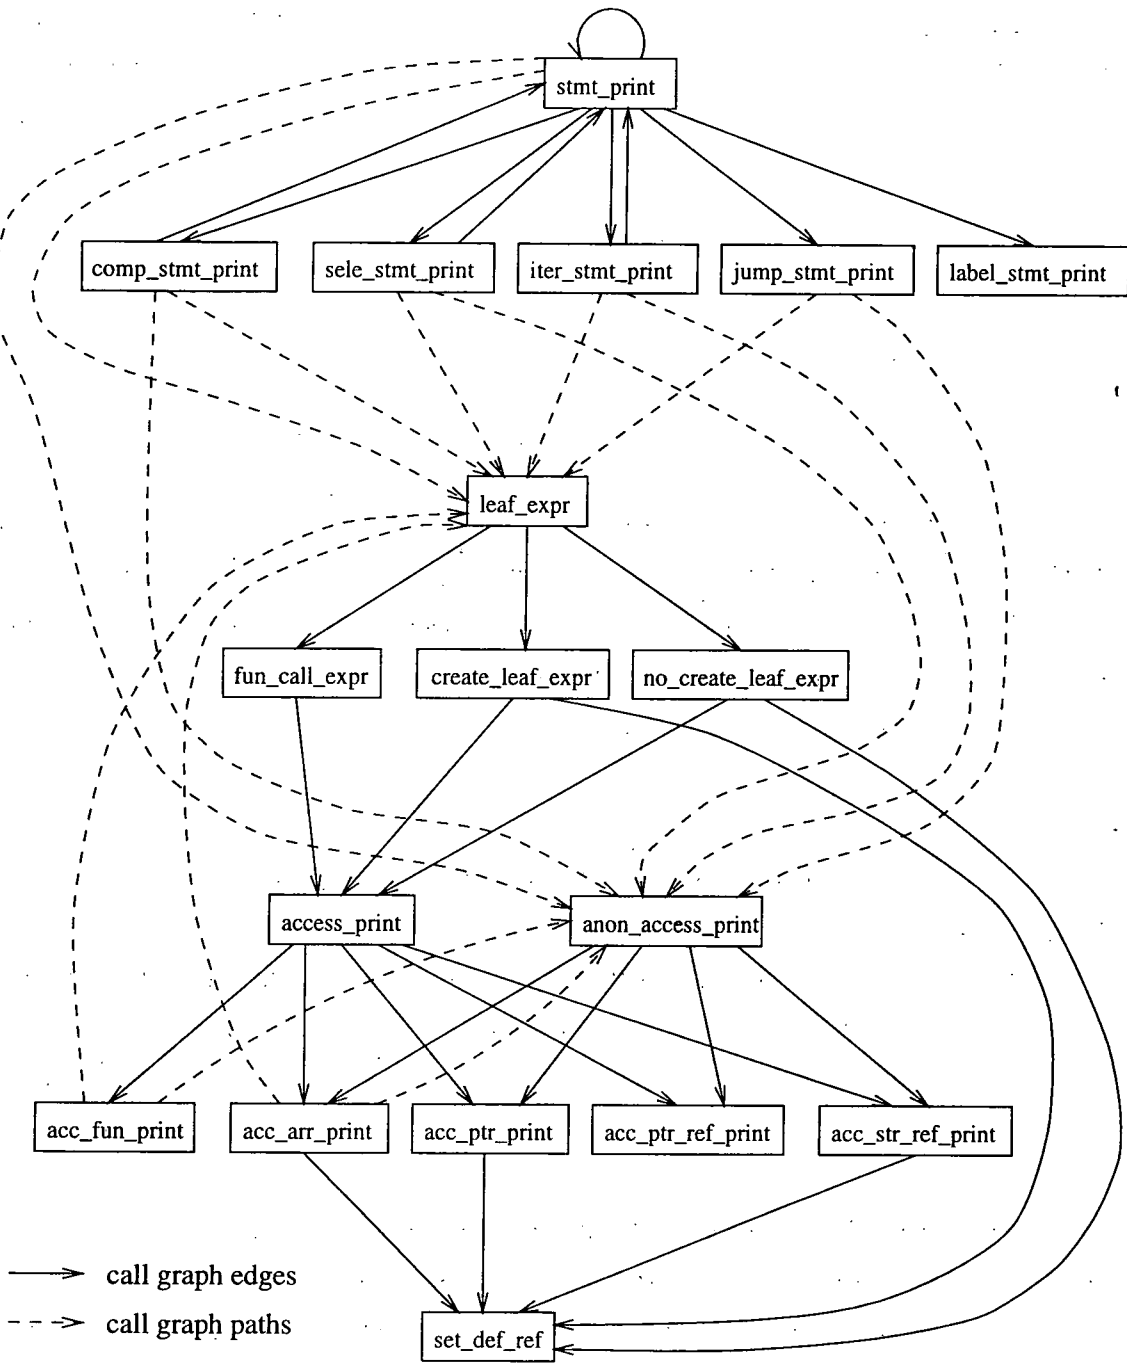 stmt_print
comp_stmt_print
sele_stmt_print
iter_stmt_print
jump_stmt_print
label_stmt_print
leaf_expr
fun_call_expr
create_leaf_expr
no_create_leaf_expr
access_print
anon_access_print
acc_fun_print
acc_arr_print
acc_ptr_print
acc_ptr_ref_print
acc_str_ref_print
call graph edges
call graph paths
set_def_ref